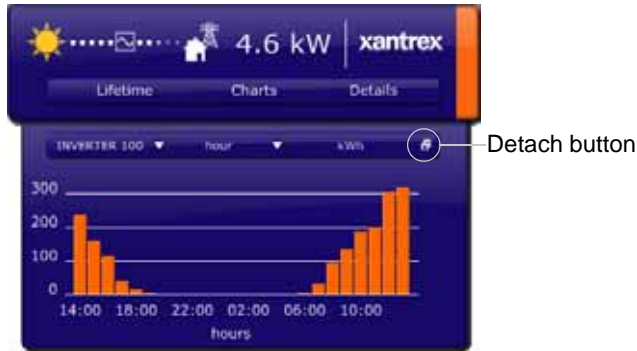 4.6 kW xantrex
Lifetime Charts Details
INVERTER 100 hour kWh
Detach button
300
200
100
0
14:00 18:00 22:00 02:00 06:00 10:00
hours